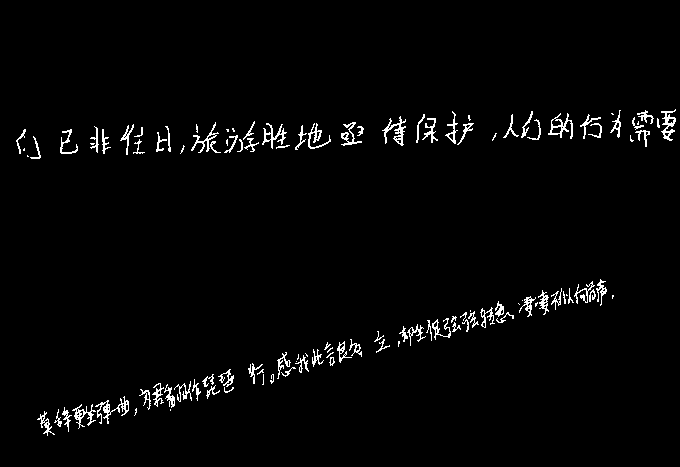 们已非往日,旅游胜地亟待保护,人们的行为需要
莫辞更坐弹一曲,为君翻作琵琶行。感我此言良久立,却坐促弦弦转急。凄凄不似向前声,